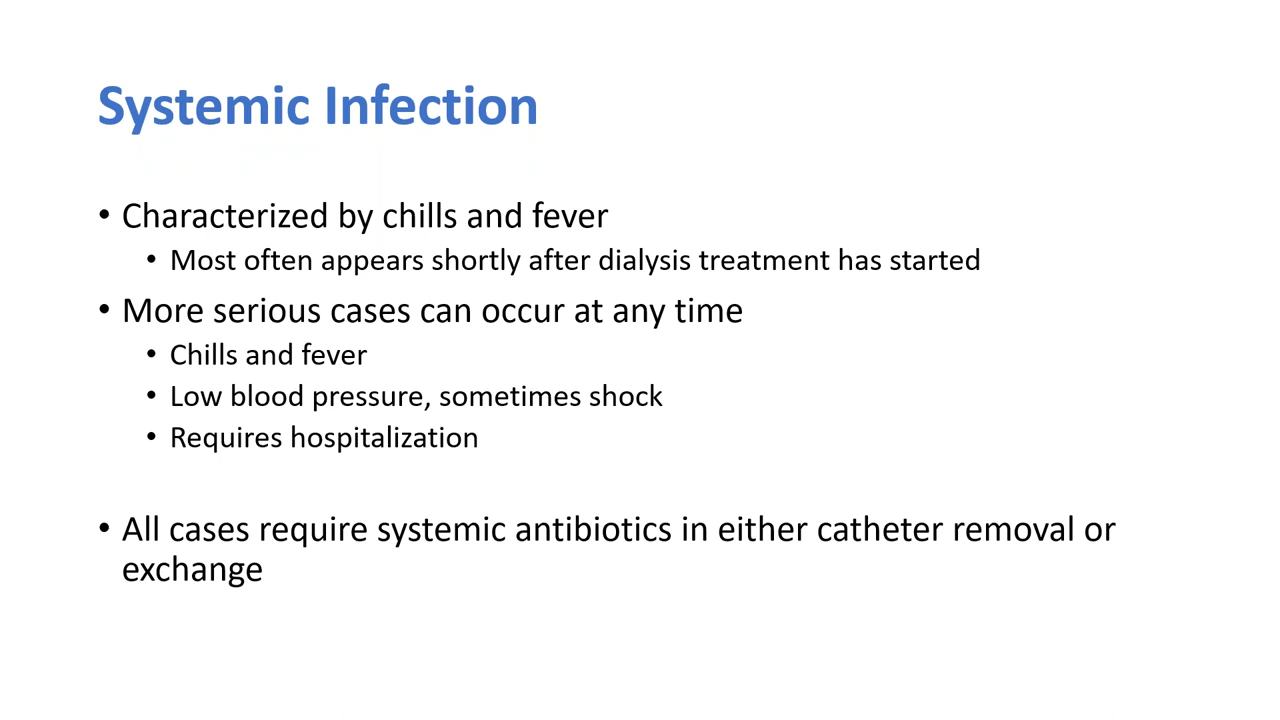 Systemic Infection
• Characterized by chills and fever
• Most often appears shortly after dialysis treatment has started
• More serious cases can occur at any time
• Chills and fever
• Low blood pressure, sometimes shock
• Requires hospitalization
• All cases require systemic antibiotics in either catheter removal or
exchange